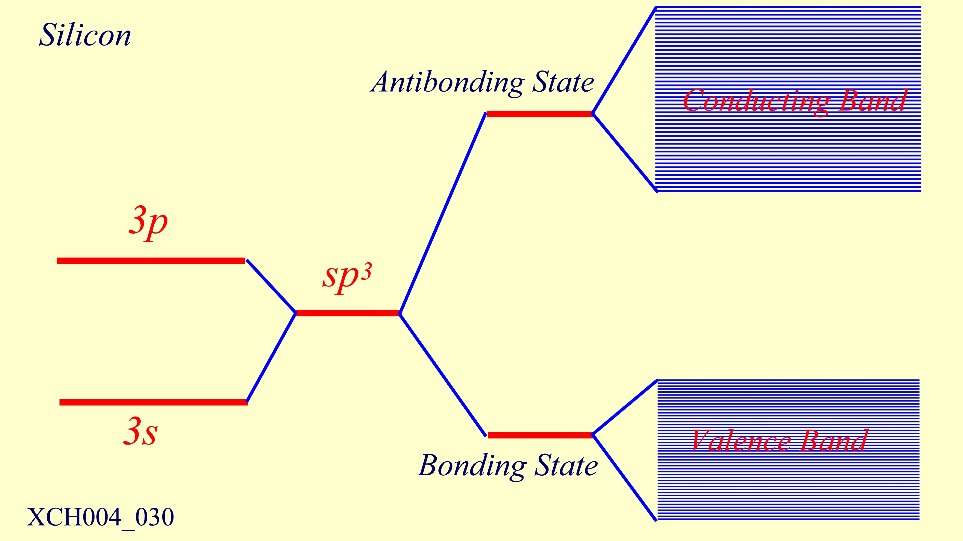 Silicon
Antibonding State
Conducting Band
3p
sp³
3s
Valence Band
Bonding State
XCH004_030